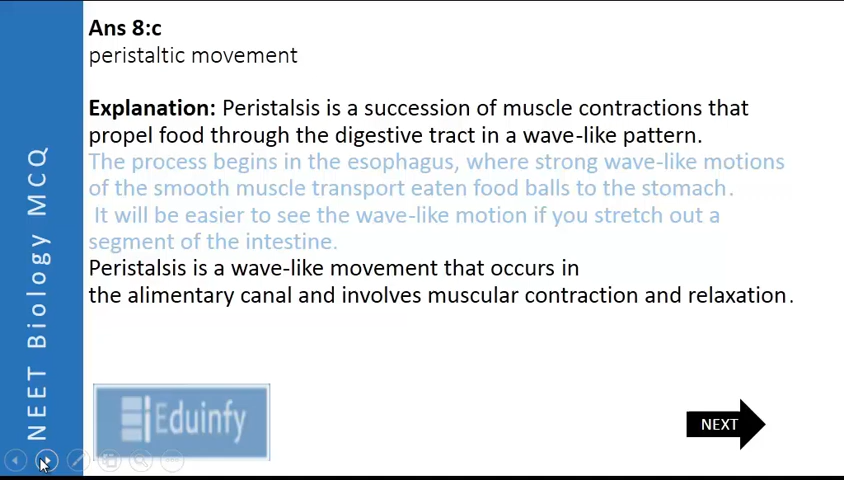 Ans 8:c
peristaltic movement
Explanation: Peristalsis is a succession of muscle contractions that
propel food through the digestive tract in a wave-like pattern.
The process begins in the esophagus, where strong wave-like motions
of the smooth muscle transport eaten food balls to the stomach.
It will be easier to see the wave-like motion if you stretch out a
segment of the intestine.
Peristalsis is a wave-like movement that occurs in
the alimentary canal and involves muscular contraction and relaxation.
NEET Biology MCQ
Eduinfy
NEXT